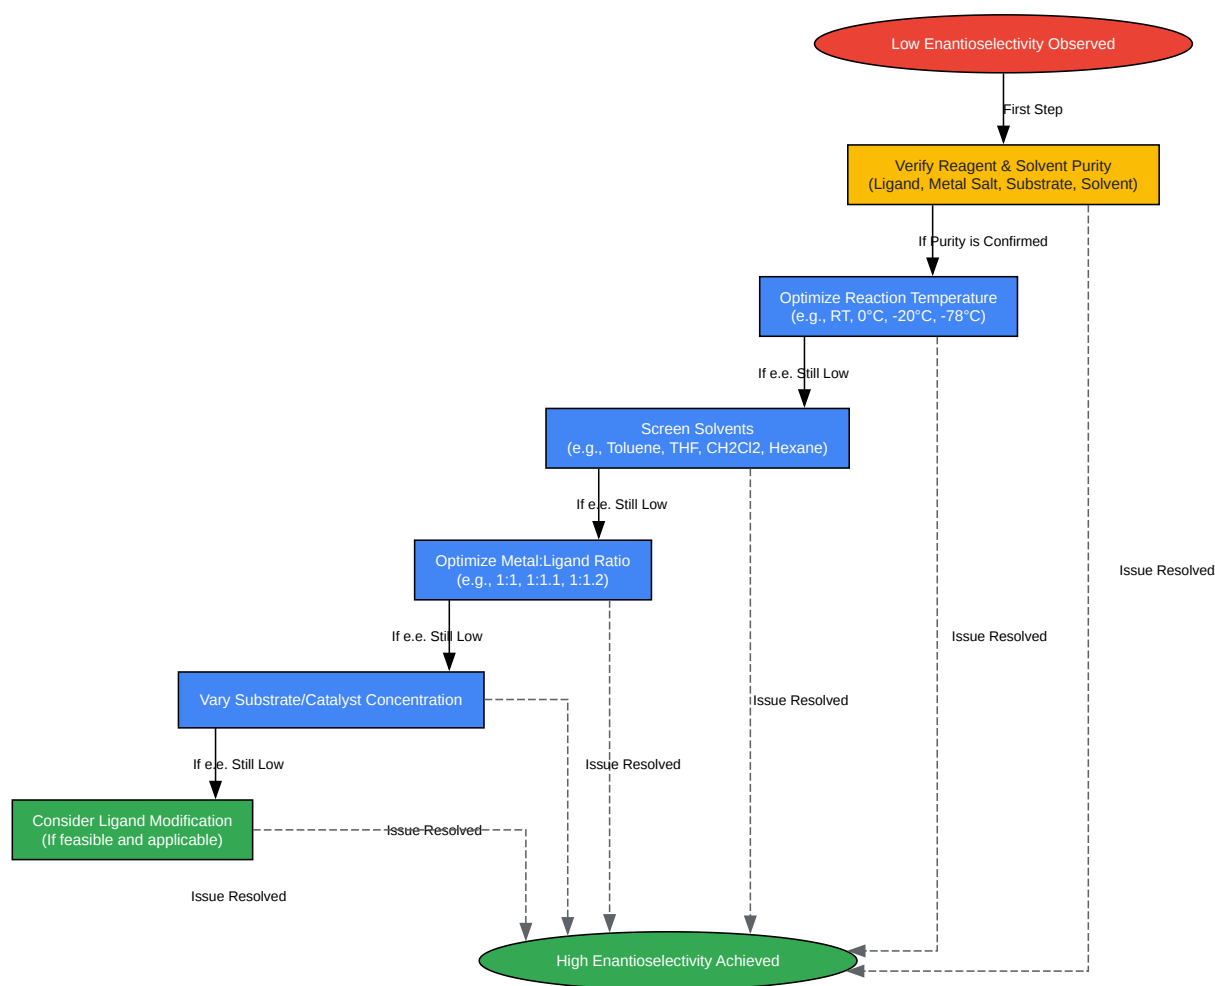 Low Enantioselectivity Observed
First Step
Verify Reagent & Solvent Purity
(Ligand, Metal Salt, Substrate, Solvent)
If Purity is Confirmed
Optimize Reaction Temperature
(e.g., RT, 0°C, -20°C, -78°C)
If e.e. Still Low
Screen Solvents
(e.g., Toluene, THF, CH2Cl2, Hexane)
If e.e. Still Low
Optimize Metal:Ligand Ratio
(e.g., 1:1, 1:1.1, 1:1.2)
Issue Resolved
If e.e. Still Low
Issue Resolved
Vary Substrate/Catalyst Concentration
Issue Resolved
If e.e. Still Low
Issue Resolved
Consider Ligand Modification
(If feasible and applicable)
Issue Resolved
Issue Resolved
High Enantioselectivity Achieved